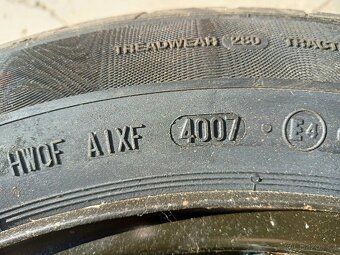 TREADWEAR 280 TRACT
HW0F A1XF 4007 E4